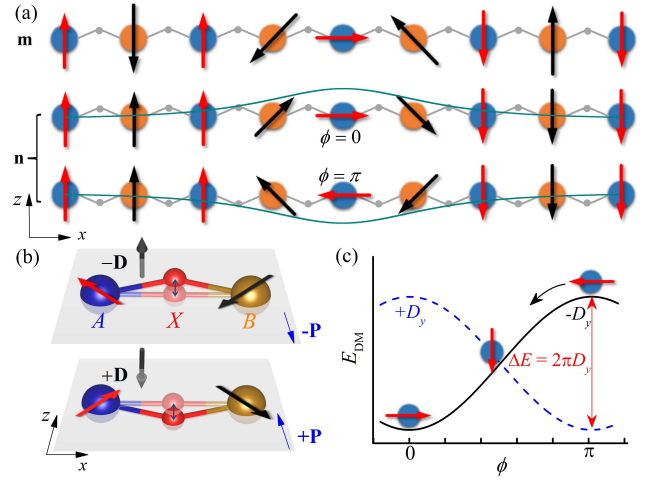 (a)
m
n
ϕ = 0
ϕ = π
z
x
(b)
−D
A
X
B
-P
+D
+P
z
x
(c)
E_DM
+D_y
-D_y
ΔE = 2πD_y
0
ϕ
π